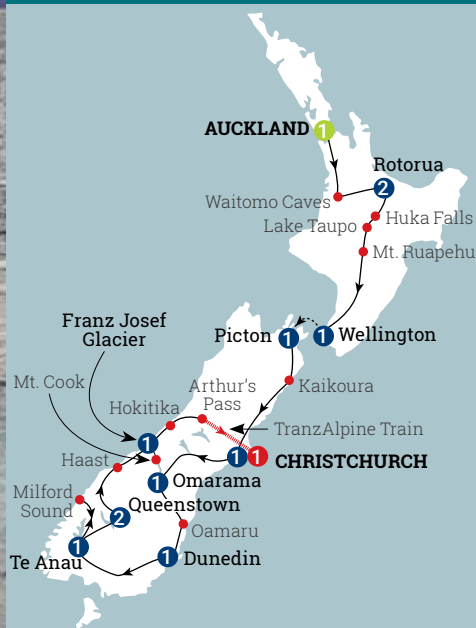 AUCKLAND 1
Rotorua
2
Waitomo Caves
Huka Falls
Lake Taupo
Mt. Ruapehu
Franz Josef
Glacier
Picton 1
1 Wellington
Mt. Cook
Arthur's
Pass
Kaikoura
Hokitika
TranzAlpine Train
1
1 1 CHRISTCHURCH
Haast
1 Omarama
Milford
Sound
Queenstown
2
Oamaru
Te Anau 1
1 Dunedin